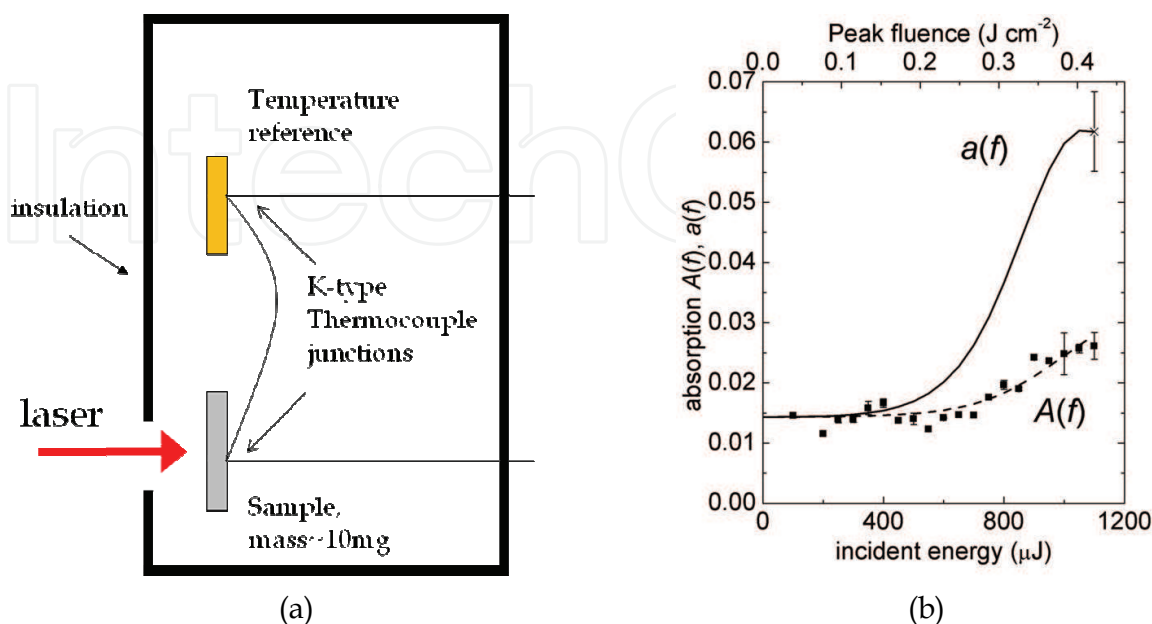 IntechO
Temperature
reference
insulation
K-type
Thermocouple
junctions
laser
Sample,
mass~10mg
(a)
Peak fluence (J cm⁻²)
0.0 0.1 0.2 0.3 0.4
0.07
0.06
0.05
0.04
0.03
0.02
0.01
0.00
absorption A(f), a(f)
a(f)
A(f)
0 400 800 1200
incident energy (μJ)
(b)